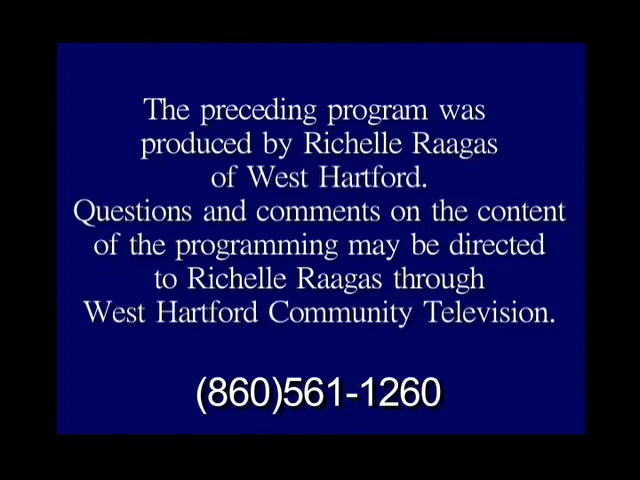 The preceding program was
produced by Richelle Raagas
of West Hartford.
Questions and comments on the content
of the programming may be directed
to Richelle Raagas through
West Hartford Community Television.
(860)561-1260